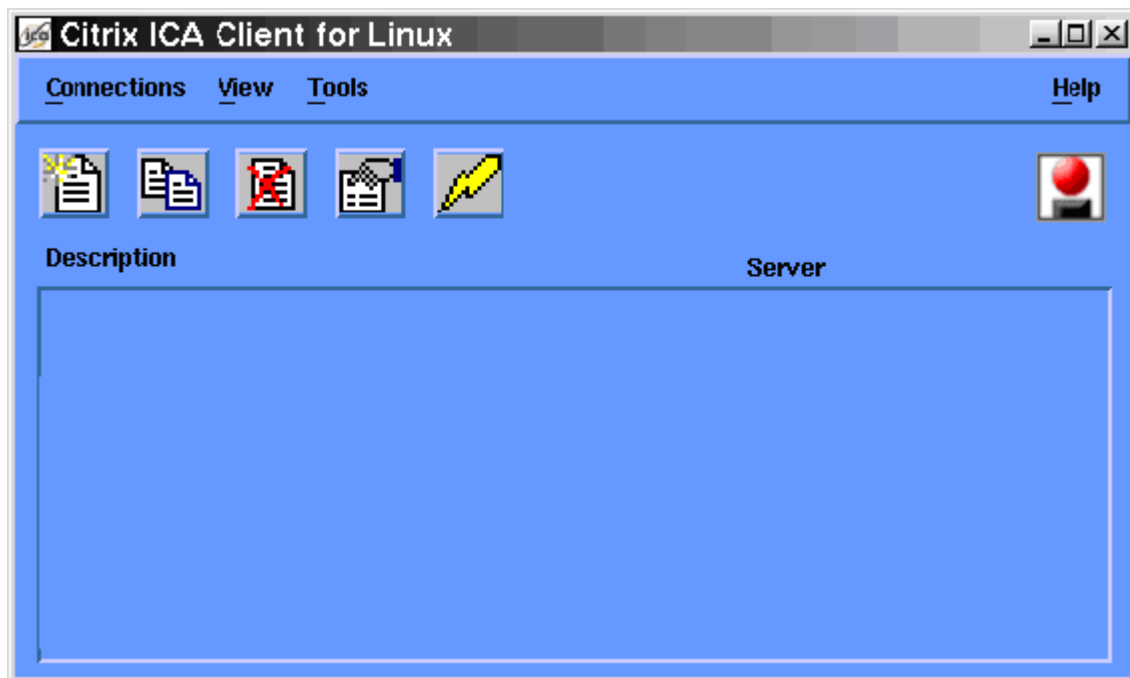 Citrix ICA Client for Linux
Connections View Tools Help
Description Server